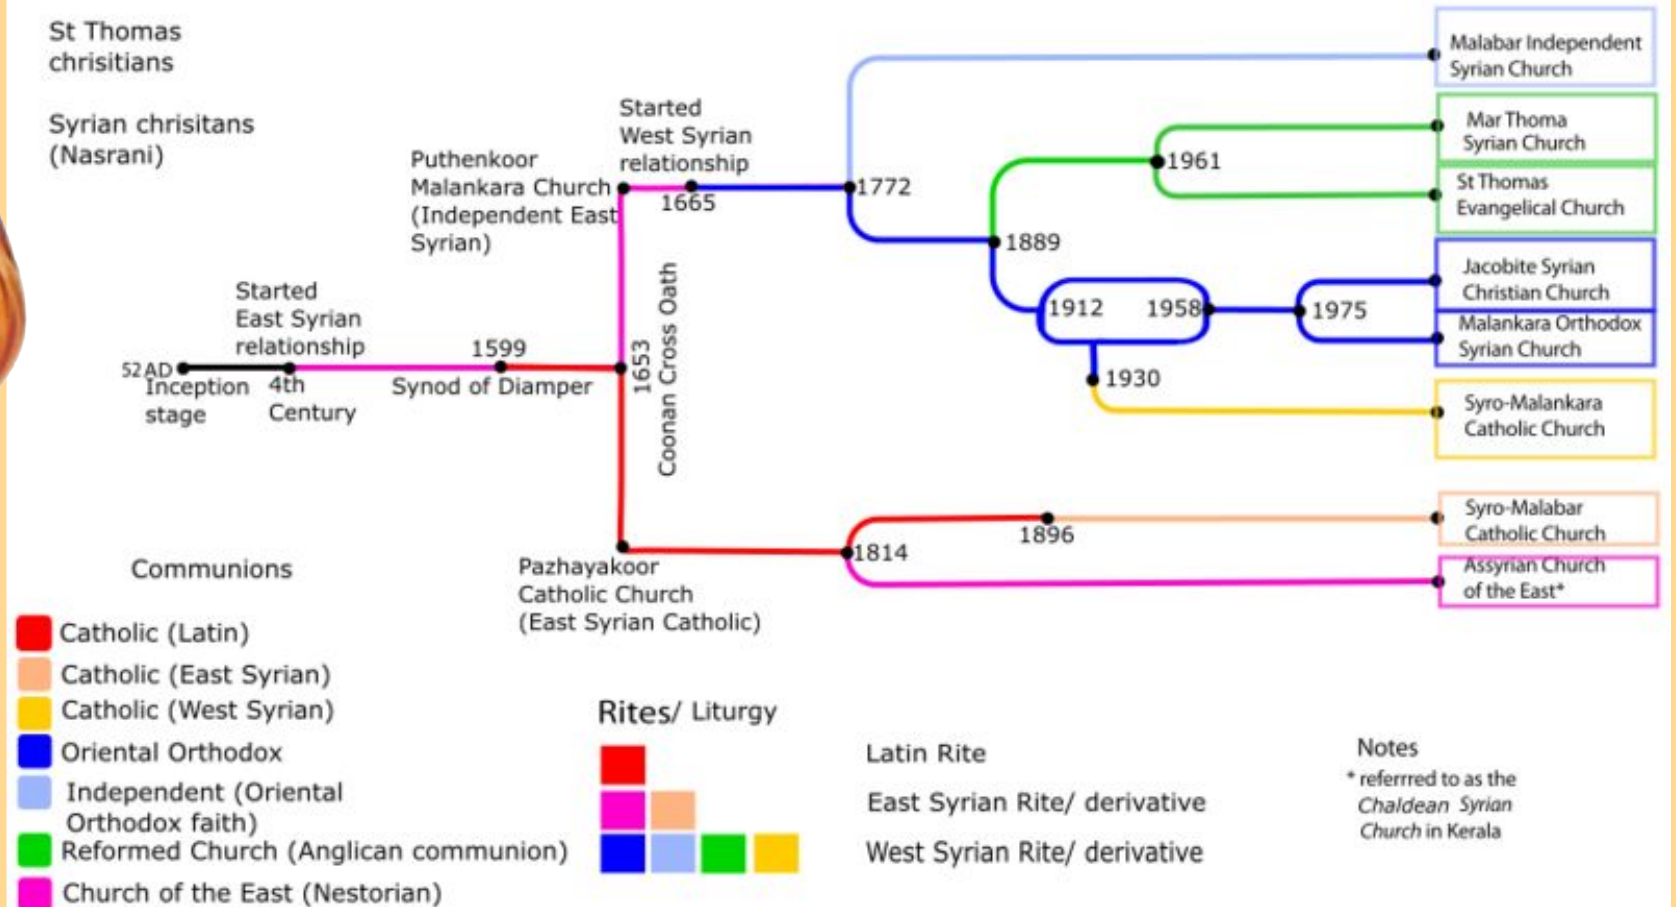 St Thomas
chrisitians
Syrian chrisitans
(Nasrani)
52AD
Inception
stage
Started
East Syrian
relationship
4th
Century
1599
Synod of Diamper
Puthenkoor
Malankara Church
(Independent East
Syrian)
Started
West Syrian
relationship
1665
1653
Coonan Cross Oath
Pazhayakoor
Catholic Church
(East Syrian Catholic)
1772
1889
1961
1912
1958
1975
1930
1814
1896
Malabar Independent
Syrian Church
Mar Thoma
Syrian Church
St Thomas
Evangelical Church
Jacobite Syrian
Christian Church
Malankara Orthodox
Syrian Church
Syro-Malankara
Catholic Church
Syro-Malabar
Catholic Church
Assyrian Church
of the East*
Communions
Catholic (Latin)
Catholic (East Syrian)
Catholic (West Syrian)
Oriental Orthodox
Independent (Oriental
Orthodox faith)
Reformed Church (Anglican communion)
Church of the East (Nestorian)
Rites/ Liturgy
Latin Rite
East Syrian Rite/ derivative
West Syrian Rite/ derivative
Notes
* referrred to as the
Chaldean Syrian
Church in Kerala